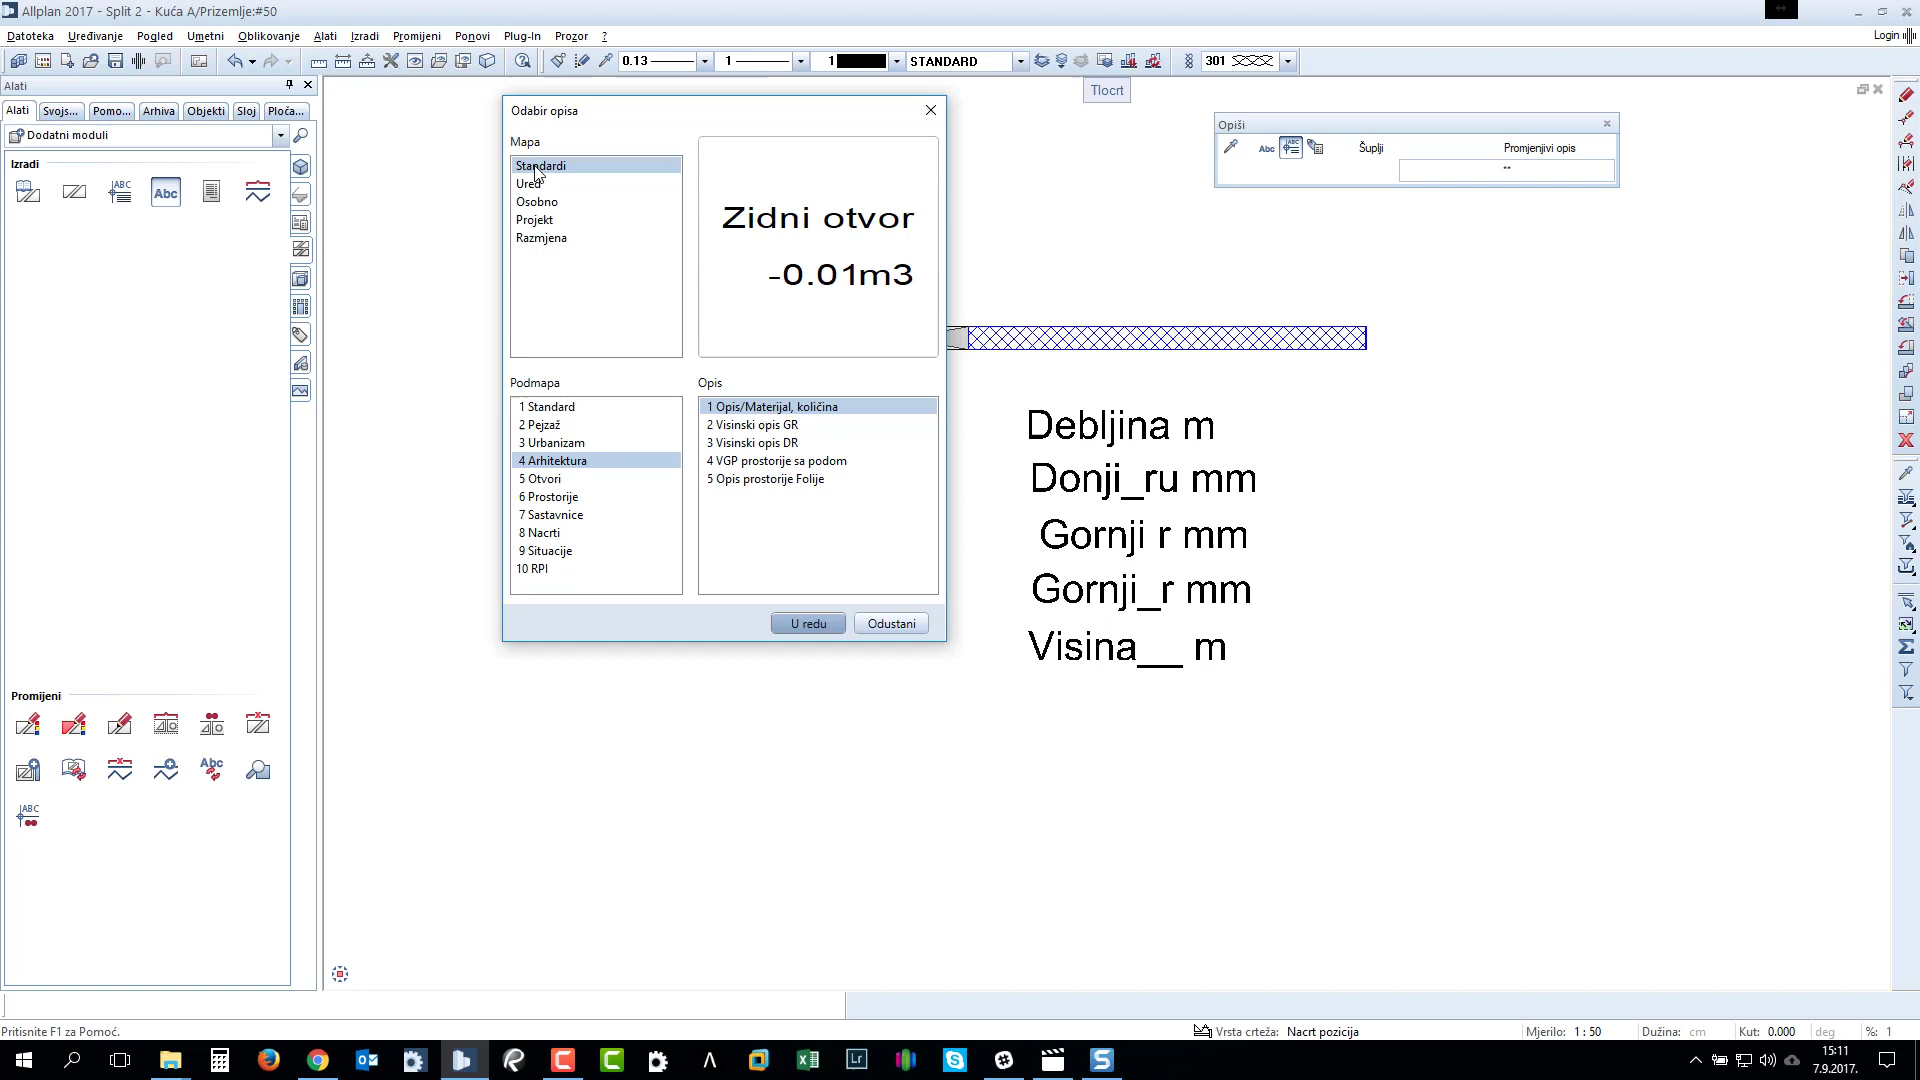 Allplan 2017 - Split 2 - Kuća A/Prizemlje:#50
Datoteka Uređivanje Pogled Umetni Oblikovanje Alati Izradi Promijeni Ponovi Plug-In Prozor ?
Login
0.13 1 1 STANDARD 301
Alati
Alati Svojs... Pomo... Arhiva Objekti Sloj Ploča...
Dodatni moduli
Izradi
ABC Abc
Promijeni
Abc
ABC
Tlocrt
Odabir opisa
Mapa
Standardi
Ured
Osobno
Projekt
Razmjena
Zidni otvor
-0.01m3
Podmapa
1 Standard
2 Pejzaž
3 Urbanizam
4 Arhitektura
5 Otvori
6 Prostorije
7 Sastavnice
8 Nacrti
9 Situacije
10 RPI
Opis
1 Opis/Materijal, količina
2 Visinski opis GR
3 Visinski opis DR
4 VGP prostorije sa podom
5 Opis prostorije Folije
U redu Odustani
Opiši
Abc ABC Šuplji Promjenjivi opis
**
Debljina m
Donji_ru mm
Gornji r mm
Gornji_r mm
Visina__ m
Pritisnite F1 za Pomoć.
Vrsta crteža: Nacrt pozicija Mjerilo: 1 : 50 Dužina: cm Kut: 0.000 deg %: 1
15:11
7.9.2017.